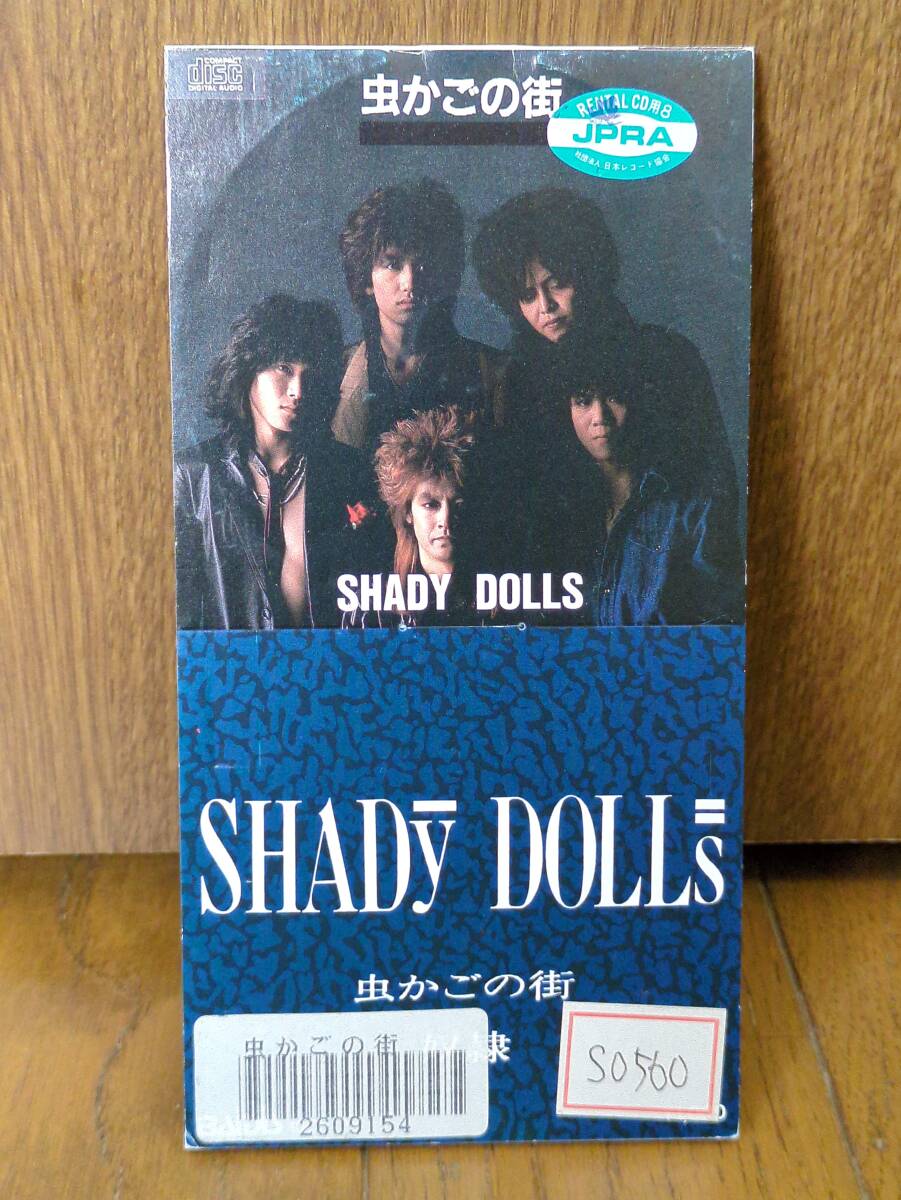 COMPACT
disc
DIGITAL AUDIO
虫かごの街
RENTAL CD用8
JPRA
社団法人 日本レコード協会
SHADY DOLLS
SHADy DOLLs
虫かごの街
虫かごの街
隷
2609154
S0560